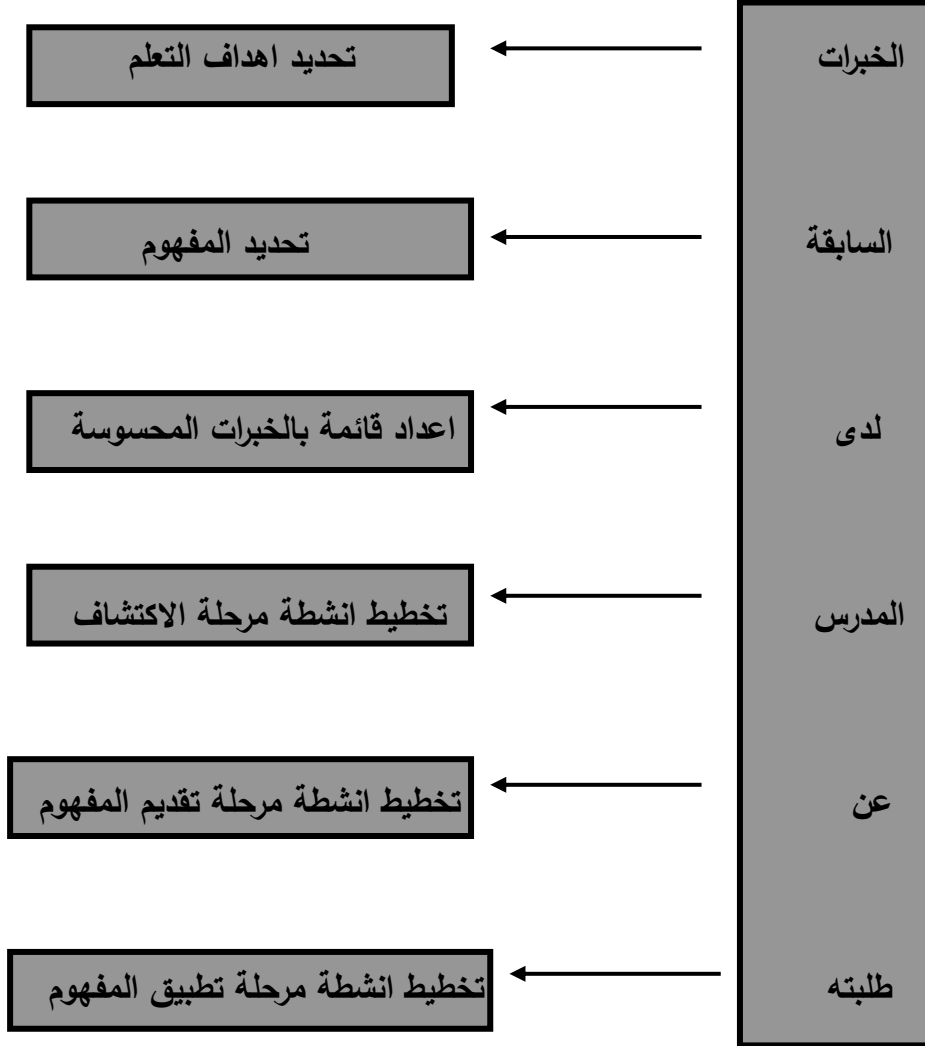 الخبرات
تحديد اهداف التعلم
السابقة
تحديد المفهوم
لدى
اعداد قائمة بالخبرات المحسوسة
المدرس
تخطيط انشطة مرحلة الاكتشاف
عن
تخطيط انشطة مرحلة تقديم المفهوم
طلبته
تخطيط انشطة مرحلة تطبيق المفهوم